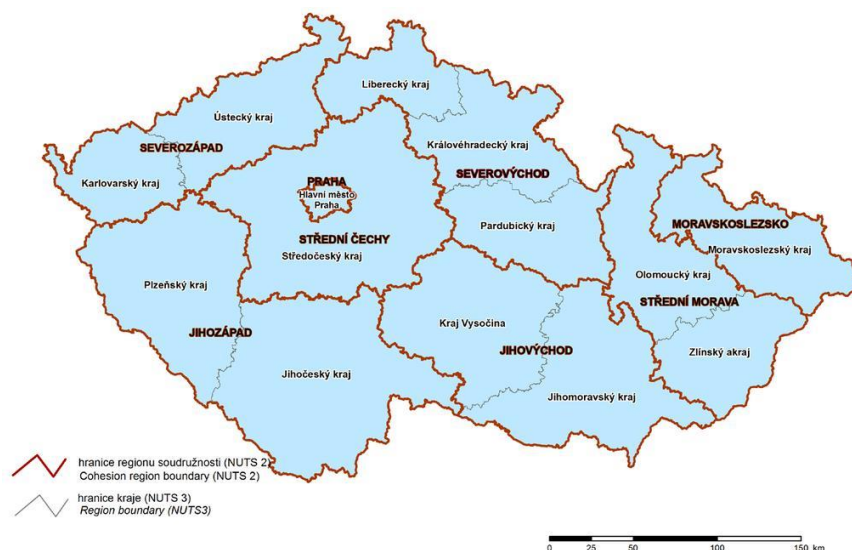 Liberecký kraj
Ústecký kraj
Královéhradecký kraj
SEVEROZÁPAD
SEVEROVÝCHOD
Karlovarský kraj
PRAHA
Hlavní město
Praha
Pardubický kraj
MORAVSKOSLEZSKO
STŘEDNÍ ČECHY
Moravskoslezský kraj
Středočeský kraj
Olomoucký kraj
Plzeňský kraj
STŘEDNÍ MORAVA
Kraj Vysočina
JIHOZÁPAD
JIHOVÝCHOD
Zlínský akraj
Jihočeský kraj
Jihomoravský kraj
hranice regionu soudružnosti (NUTS 2)
Cohesion region boundary (NUTS 2)
hranice kraje (NUTS 3)
Region boundary (NUTS3)
0 25 50 100 150 km